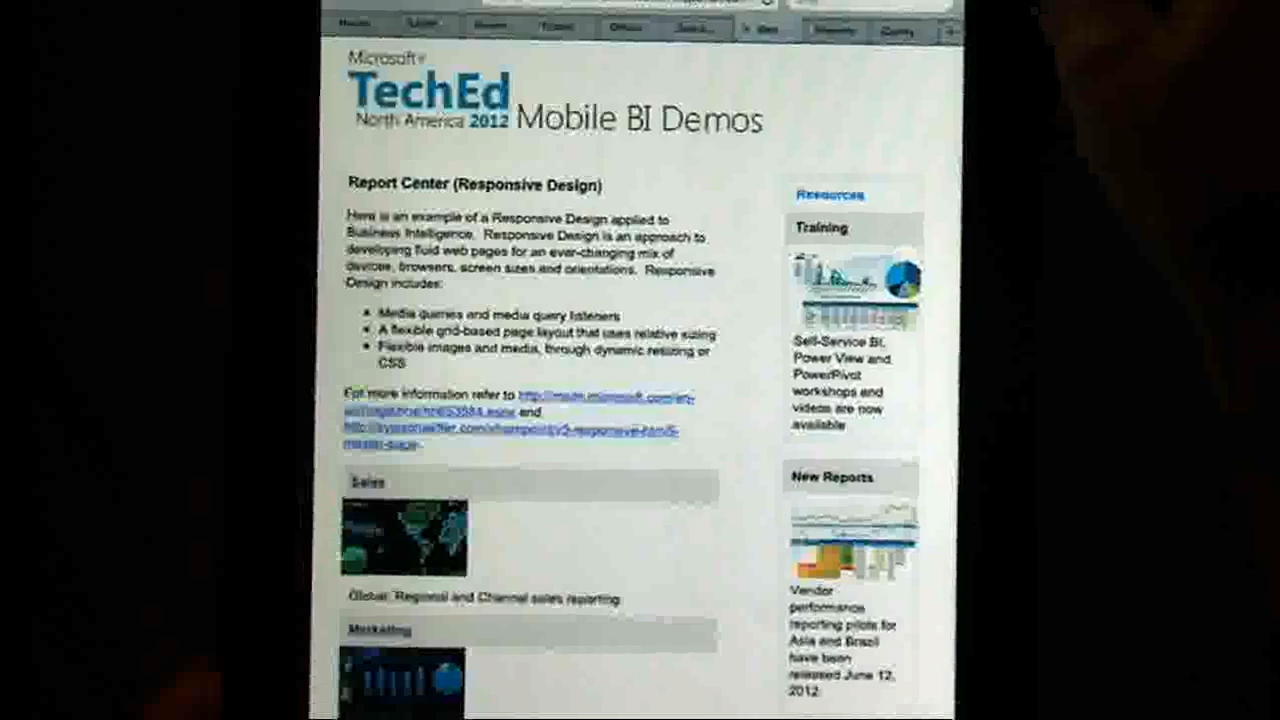 Microsoft
TechEd
North America 2012 Mobile BI Demos
Report Center (Responsive Design)
Here is an example of a Responsive Design applied to
Business Intelligence. Responsive Design is an approach to
developing fluid web pages for an ever-changing mix of
devices, browsers, screen sizes and orientations. Responsive
Design includes:
Media queries and media query listeners
A flexible grid-based page layout that uses relative sizing
Flexible images and media, through dynamic resizing or
CSS
For more information refer to
and
Sales
Global, Regional and Channel sales reporting
Marketing
Resources
Training
Self-Service BI,
Power View and
PowerPivot
workshops and
videos are now
available
New Reports
Vendor
performance
reporting pilots for
Asia and Brazil
have been
released June 12,
2012